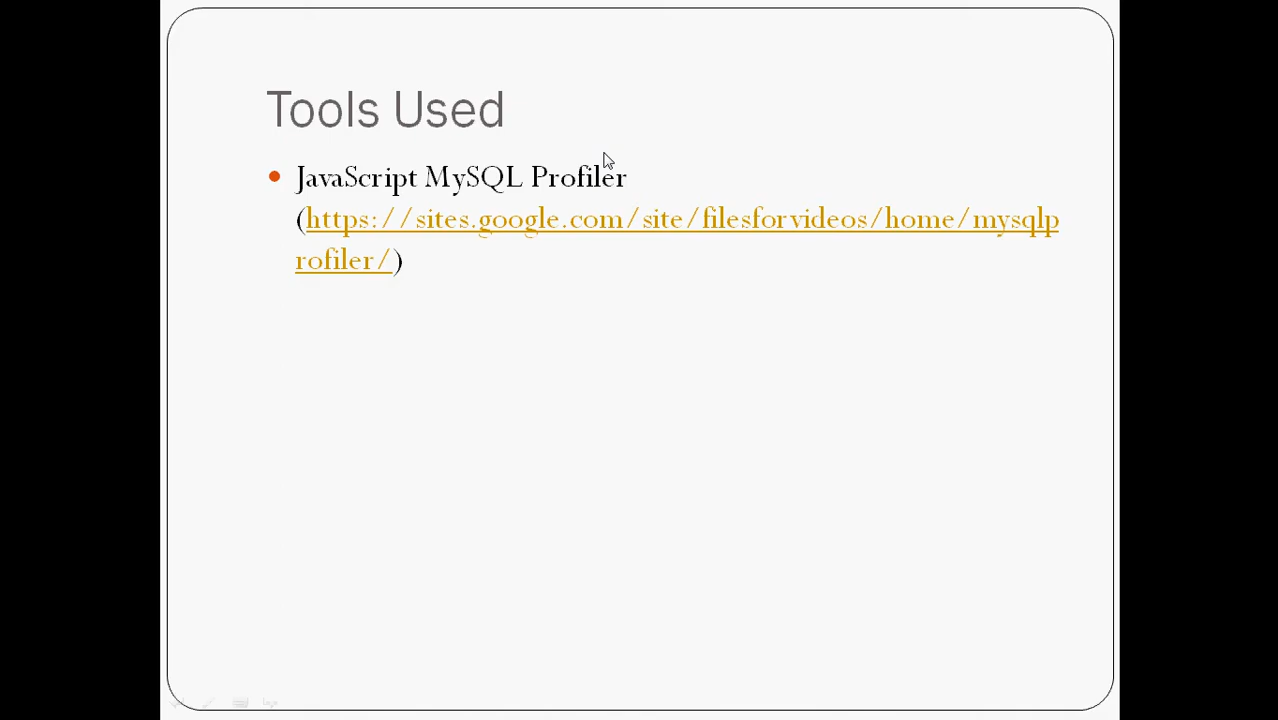 Tools Used
JavaScript MySQL Profiler
(https://sites.google.com/site/filesforvideos/home/mysqlp
rofiler/)